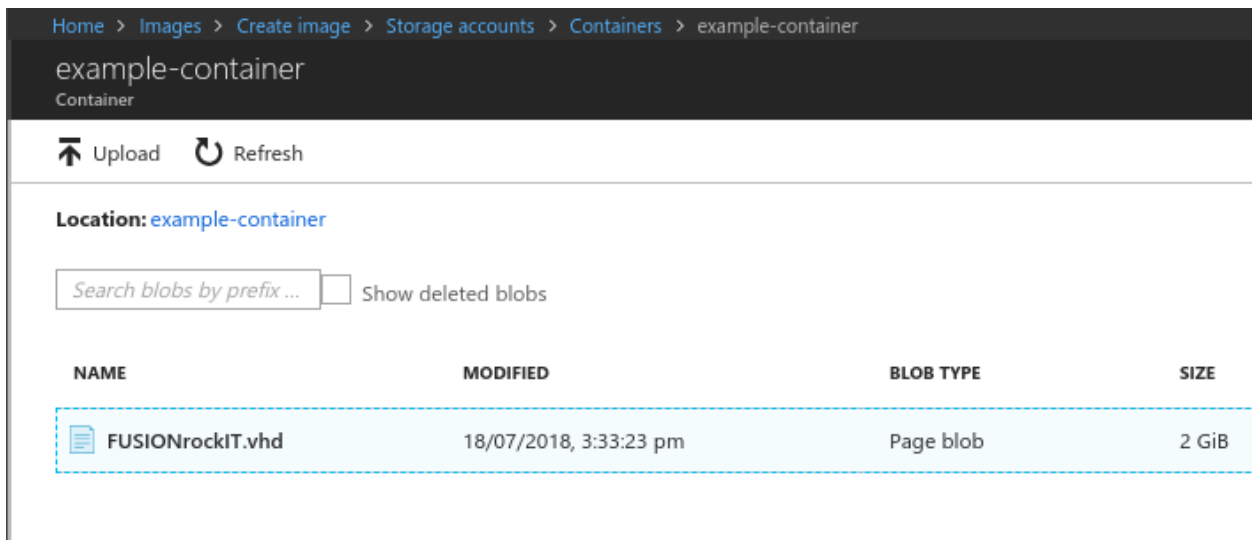 Home > Images > Create image > Storage accounts > Containers > example-container
example-container
Container
Upload Refresh
Location: example-container
Search blobs by prefix ... Show deleted blobs
NAME MODIFIED BLOB TYPE SIZE
FUSIONrockIT.vhd 18/07/2018, 3:33:23 pm Page blob 2 GiB